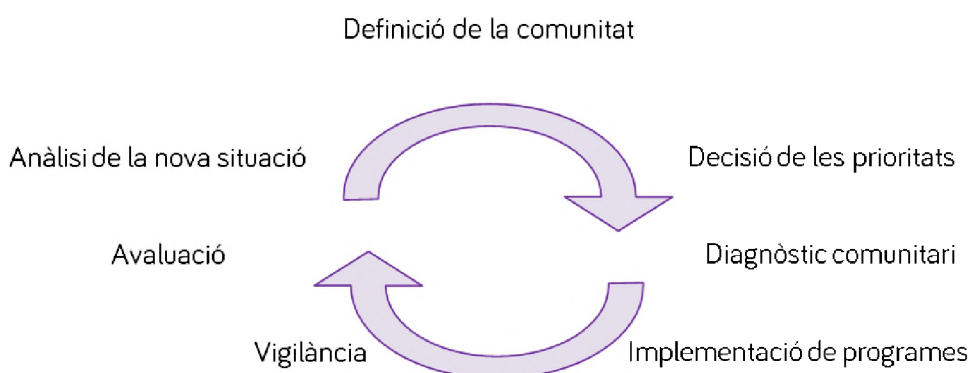 Definició de la comunitat
Anàlisi de la nova situació
Decisió de les prioritats
Avaluació
Diagnòstic comunitari
Vigilància
Implementació de programes